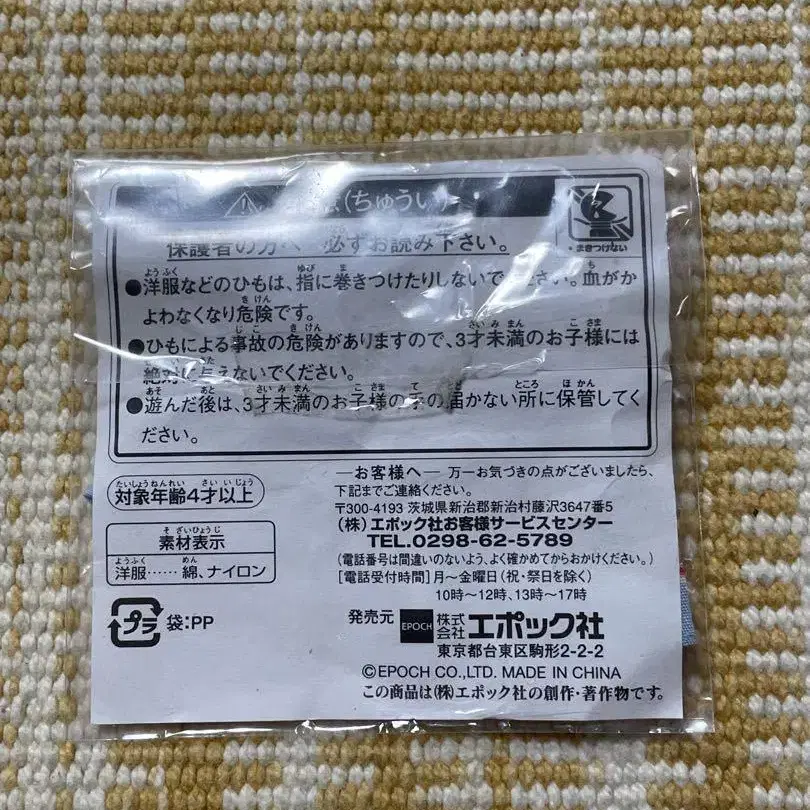 (ちゅうい)
まきつけない
保護者の方へ 必ずお読み下さい。
●洋服などのひもは、指に巻きつけたりしないでください。血がか
よわなくなり危険です。
●ひもによる事故の危険がありますので、3才未満のお子様には
絶対に与えないでください。
●遊んだ後は、3才未満のお子様の手の届かない所に保管してく
ださい。
対象年齢4才以上
素材表示
洋服……綿、ナイロン
プラ 袋:PP
―お客様へ― 万一お気づきの点がございましたら、
下記までご連絡ください。
〒300-4193 茨城県新治郡新治村藤沢3647番5
(株)エポック社お客様サービスセンター
TEL.0298-62-5789
(電話番号は間違いのないよう、よく確かめてからおかけください。)
[電話受付時間]月〜金曜日(祝・祭日を除く)
10時〜12時、13時〜17時
発売元 EPOCH 株式会社エポック社
東京都台東区駒形2-2-2
©EPOCH CO.,LTD. MADE IN CHINA
この商品は(株)エポック社の創作・著作物です。